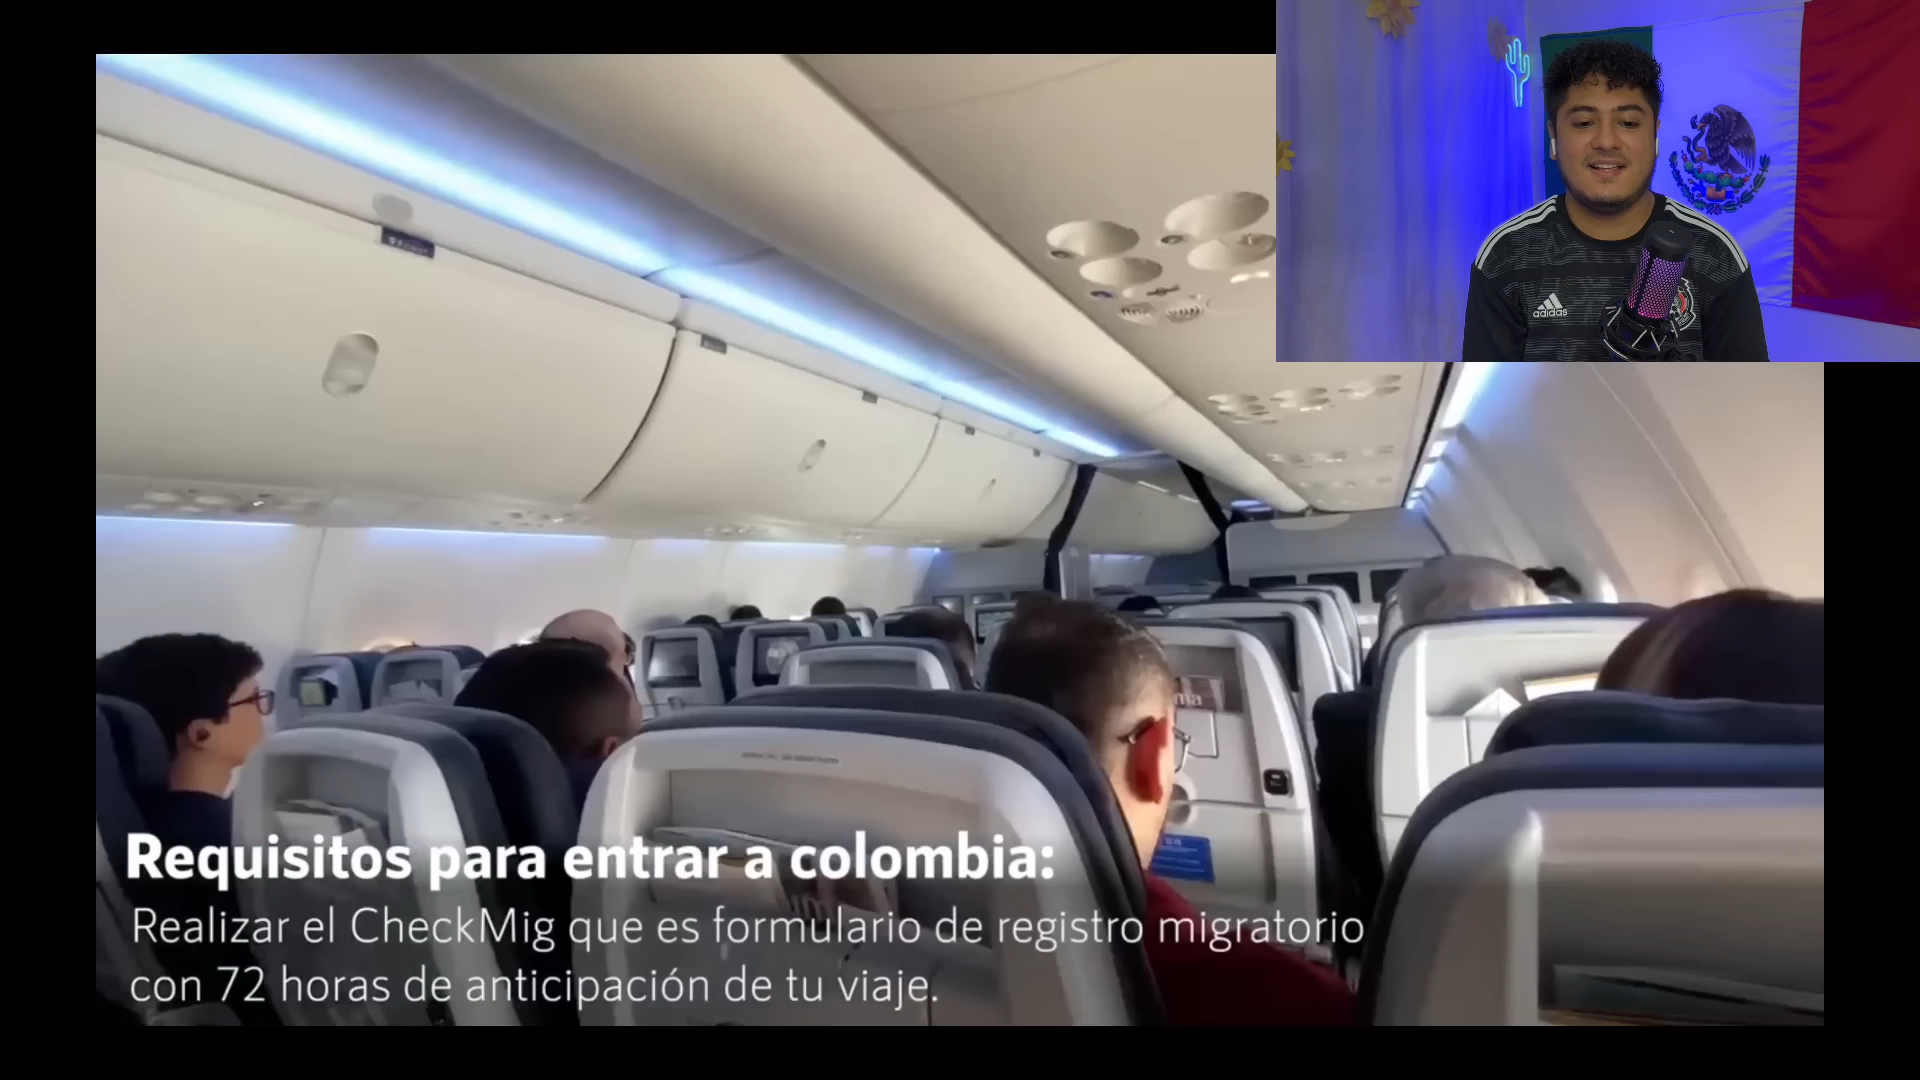 adidas
Requisitos para entrar a colombia:
Realizar el CheckMig que es formulario de registro migratorio
con 72 horas de anticipación de tu viaje.